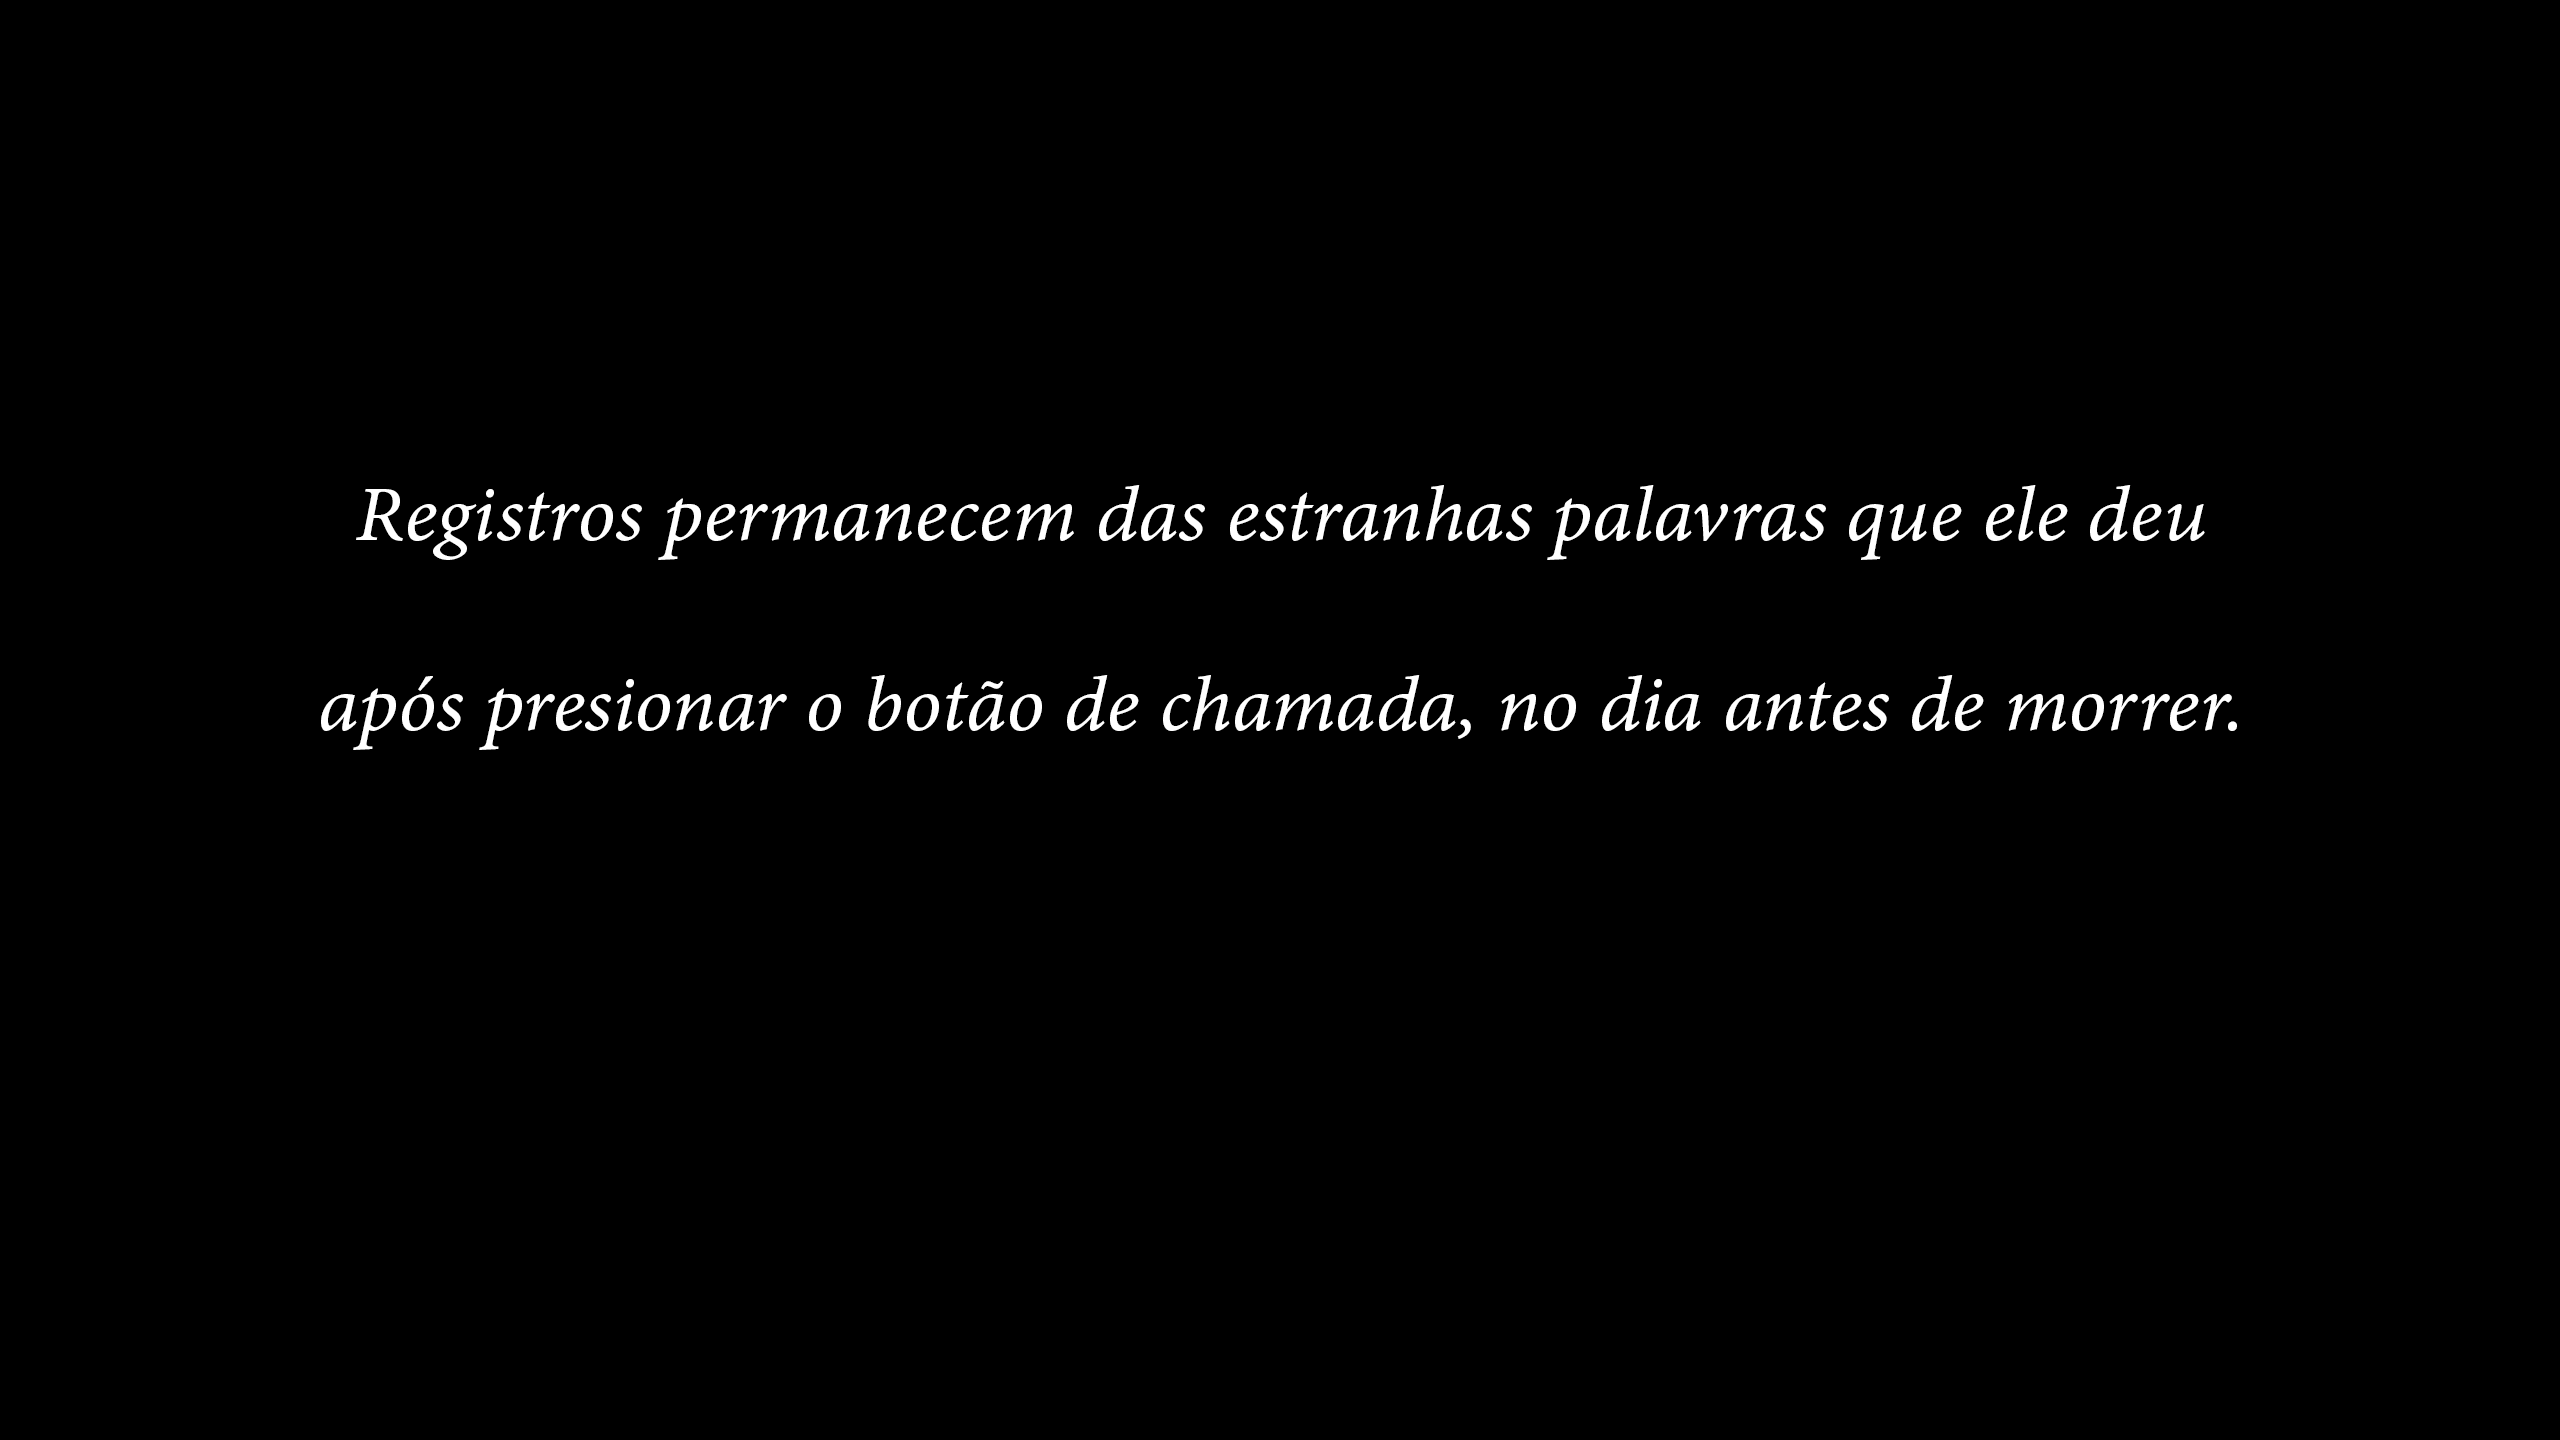 Registros permanecem das estranhas palavras que ele deu
após presionar o botão de chamada, no dia antes de morrer.